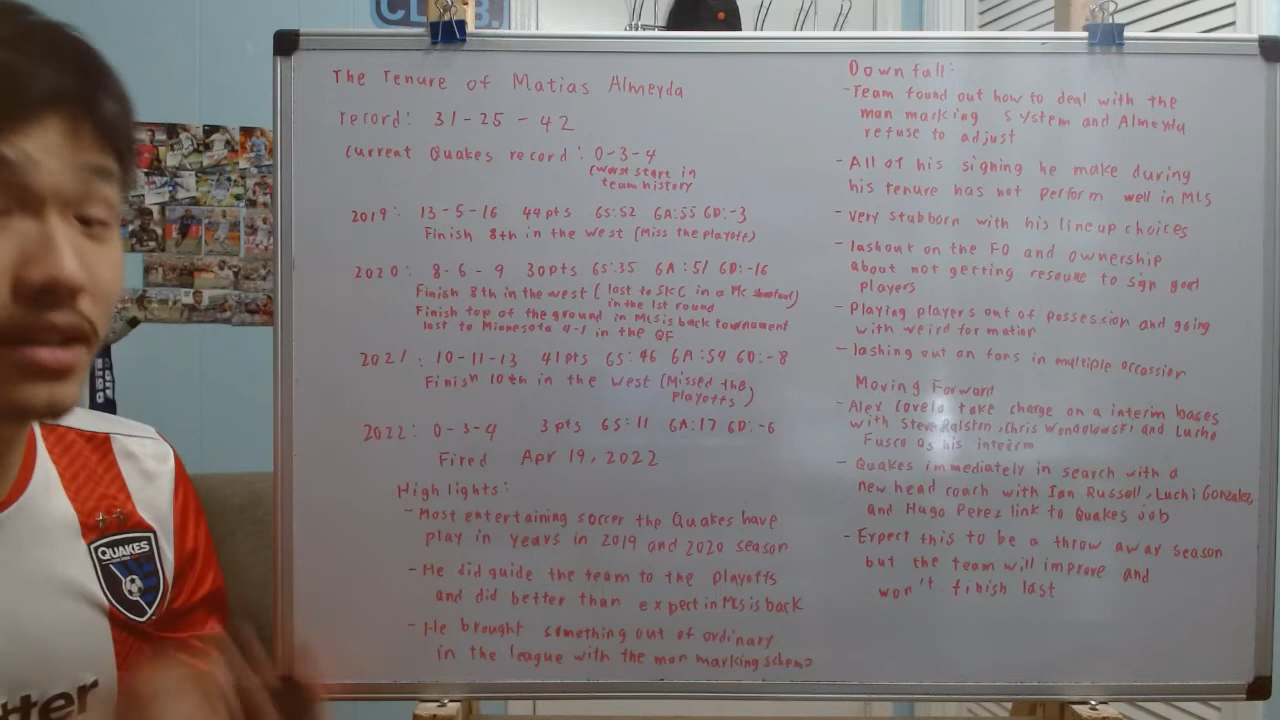 CLUB.
The Tenure of Matias Almeyda
record: 31-25-42
Current Quakes record: 0-3-4
(worst start in
team history
2019: 13-5-16 44pts GS:52 GA:55 GD:-3
Finish 8th in the west (Miss the playoff)
2020: 8-6-9 30pts GS:35 GA:51 GD:-16
Finish 8th in the west (lost to SKC in a PK shootout)
in the 1st round
Finish top of the ground in MLS is back tournament
lost to Minnesota 4-1 in the QF
2021: 10-11-13 41pts GS:46 GA:54 GD:-8
Finish 10th in the west (Missed the
playoffs)
2022: 0-3-4 3pts GS:11 GA:17 GD:-6
Fired Apr 19, 2022
Highlights:
-Most entertaining soccer the Quakes have
play in years in 2019 and 2020 season
-He did guide the team to the playoffs
and did better than expect in MLS is back
-He brought something out of ordinary
in the league with the man marking scheme
Downfall:
-Team found out how to deal with the
man marking system and Almeyda
refuse to adjust
-All of his signing he make during
his tenure has not perform well in MLS
-very stubborn with his lineup choices
-lashout on the FO and ownership
about not getting resouce to sign good
players
-Playing players out of possession and going
with weird formation
-lashing out on fans in multiple occassion
Moving Forward
-Alex Covelo take charge on a interim bases
with Steve Ralston, Chris Wondolowski and Lucho
Fusco as his interim
-Quakes immediately in search with a
new head coach with Ian Russell, Luchi Gonzalez,
and Hugo Perez link to Quakes job
-Expect this to be a throw away season
but the team will improve and
won't finish last
QUAKES
tter